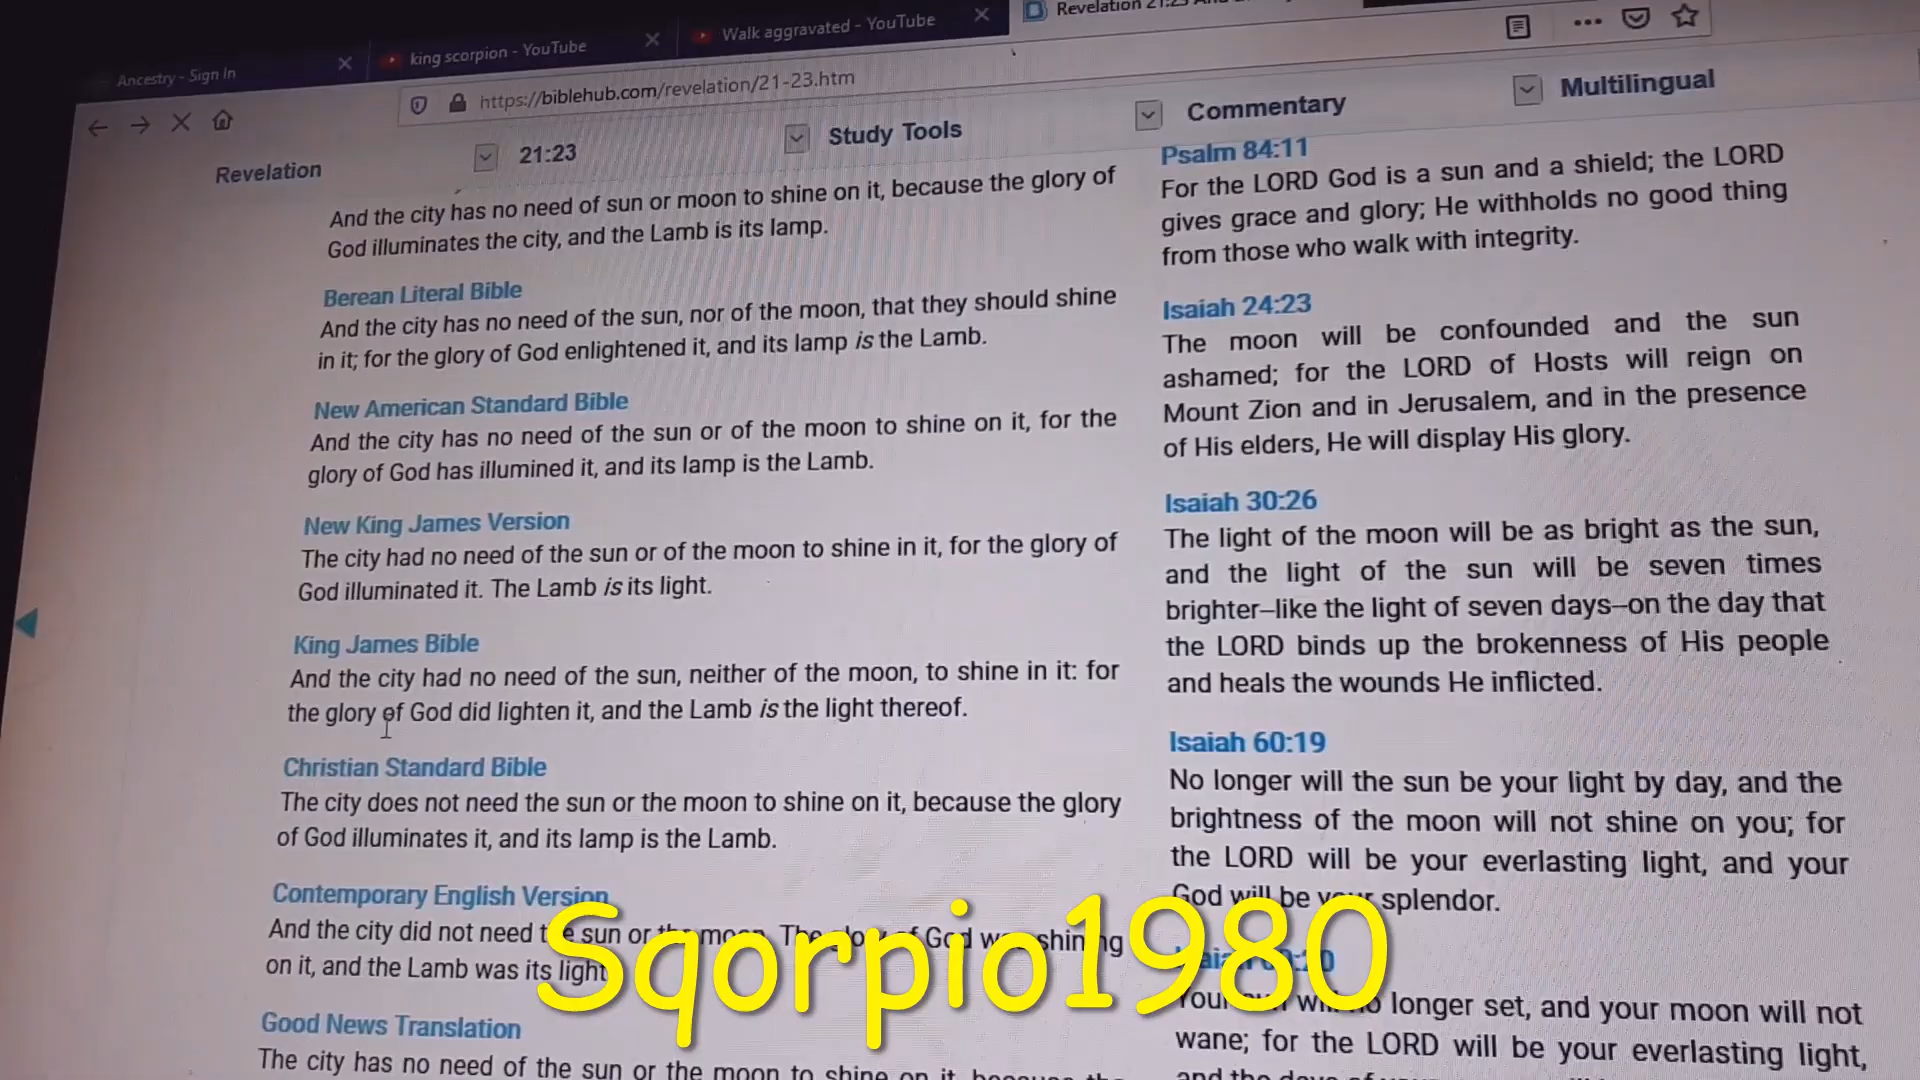 Ancestry - Sign In
king scorpion - YouTube
Walk aggravated - YouTube
https://biblehub.com/revelation/21-23.htm
Revelation
21:23
Study Tools
Commentary
Multilingual
And the city has no need of sun or moon to shine on it, because the glory of
God illuminates the city, and the Lamb is its lamp.
Berean Literal Bible
And the city has no need of the sun, nor of the moon, that they should shine
in it; for the glory of God enlightened it, and its lamp is the Lamb.
New American Standard Bible
And the city has no need of the sun or of the moon to shine on it, for the
glory of God has illumined it, and its lamp is the Lamb.
New King James Version
The city had no need of the sun or of the moon to shine in it, for the glory of
God illuminated it. The Lamb is its light.
King James Bible
And the city had no need of the sun, neither of the moon, to shine in it: for
the glory of God did lighten it, and the Lamb is the light thereof.
Christian Standard Bible
The city does not need the sun or the moon to shine on it, because the glory
of God illuminates it, and its lamp is the Lamb.
Contemporary English Version
And the city did not need the sun or the moon. The glory of God was shining
on it, and the Lamb was its light
Good News Translation
The city has no need of the sun or the moon to shine on it, because the
Psalm 84:11
For the LORD God is a sun and a shield; the LORD
gives grace and glory; He withholds no good thing
from those who walk with integrity.
Isaiah 24:23
The moon will be confounded and the sun
ashamed; for the LORD of Hosts will reign on
Mount Zion and in Jerusalem, and in the presence
of His elders, He will display His glory.
Isaiah 30:26
The light of the moon will be as bright as the sun,
and the light of the sun will be seven times
brighter–like the light of seven days–on the day that
the LORD binds up the brokenness of His people
and heals the wounds He inflicted.
Isaiah 60:19
No longer will the sun be your light by day, and the
brightness of the moon will not shine on you; for
the LORD will be your everlasting light, and your
God will be your splendor.
Isaiah 60:20
Your sun will no longer set, and your moon will not
wane; for the LORD will be your everlasting light,
Sqorpio1980